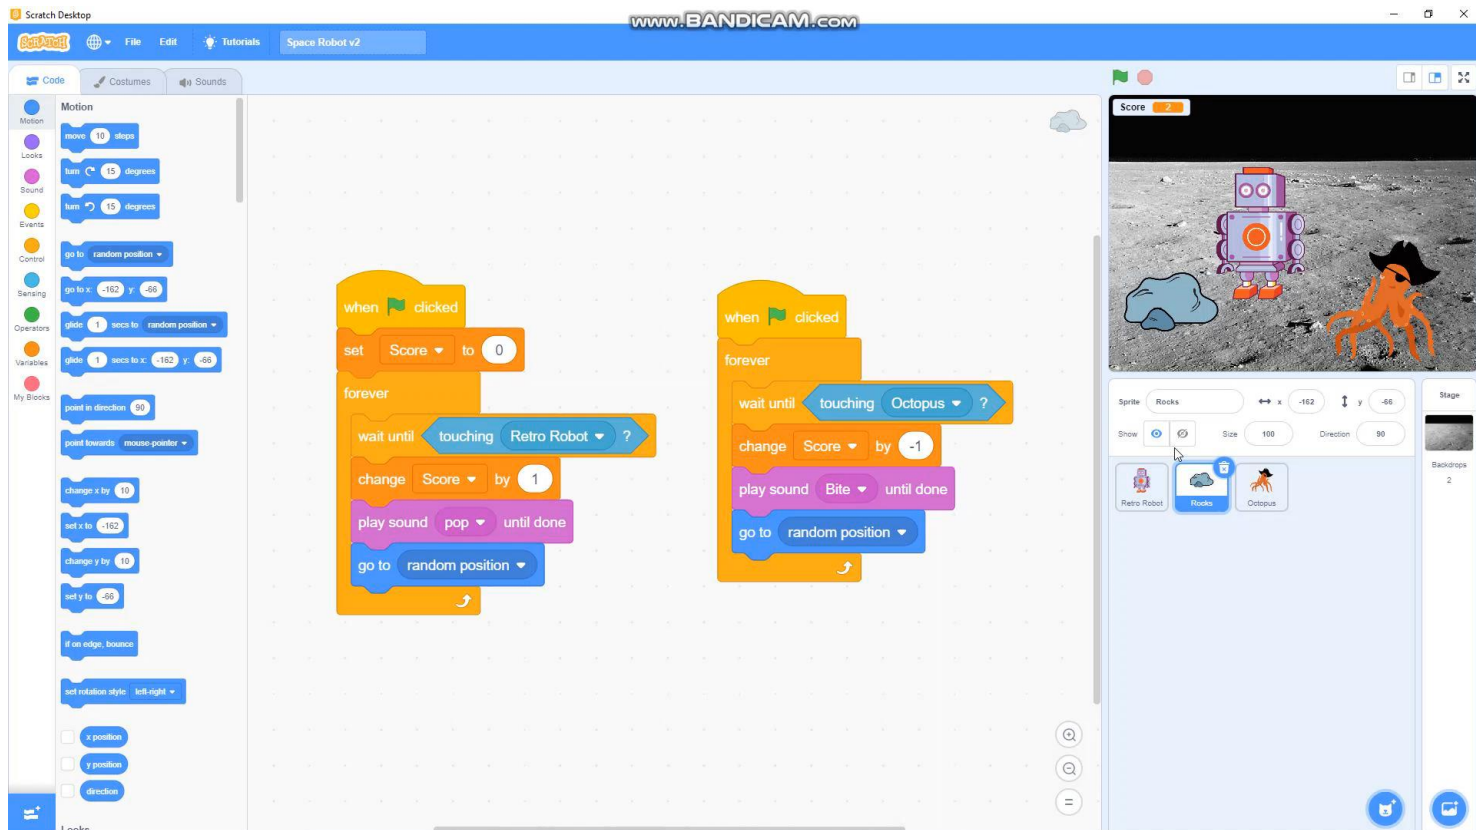 Scratch Desktop
WWW.BANDICAM.COM
SCRATCH
File Edit Tutorials Space Robot v2
Code Costumes Sounds
Motion
Looks
Sound
Events
Control
Sensing
Operators
Variables
My Blocks
Motion
move 10 steps
turn 15 degrees
turn 15 degrees
go to random position
go to x: -162 y: -66
glide 1 secs to random position
glide 1 secs to x: -162 y: -66
point in direction 90
point towards mouse-pointer
change x by 10
set x to -162
change y by 10
set y to -66
if on edge, bounce
set rotation style left-right
x position
y position
direction
Looks
when clicked
set Score to 0
forever
wait until touching Retro Robot ?
change Score by 1
play sound pop until done
go to random position
when clicked
forever
wait until touching Octopus ?
change Score by -1
play sound Bite until done
go to random position
Score 2
Sprite Rocks x -162 y -66
Show Size 100 Direction 90
Retro Robot
Rocks
Octopus
Stage
Backdrops
2